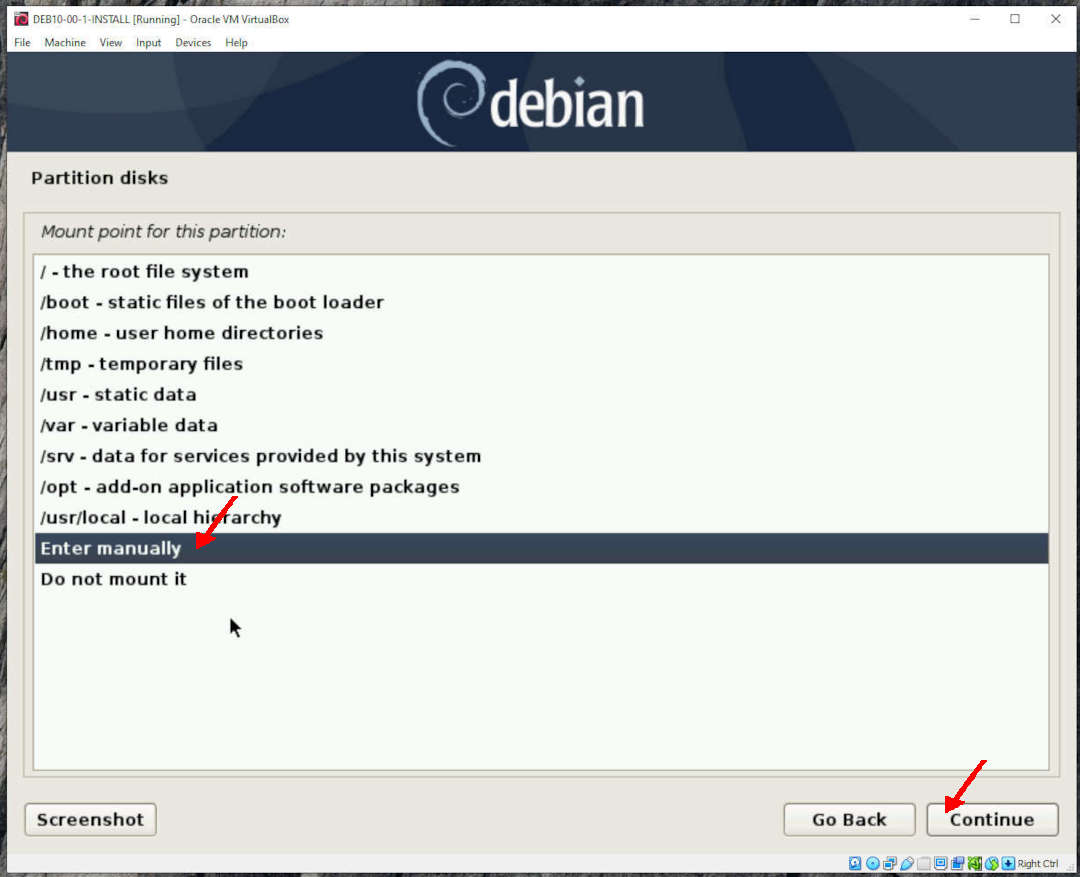 DEB10-00-1-INSTALL [Running] - Oracle VM VirtualBox
File Machine View Input Devices Help
debian
Partition disks
Mount point for this partition:
/ - the root file system
/boot - static files of the boot loader
/home - user home directories
/tmp - temporary files
/usr - static data
/var - variable data
/srv - data for services provided by this system
/opt - add-on application software packages
/usr/local - local hierarchy
Enter manually
Do not mount it
Screenshot Go Back Continue
Right Ctrl